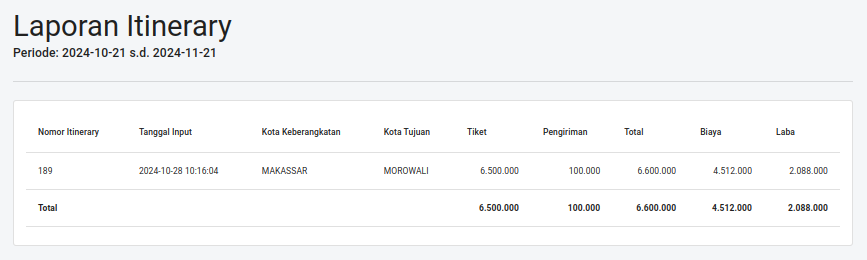 Laporan Itinerary
Periode: 2024-10-21 s.d. 2024-11-21
Nomor Itinerary Tanggal Input Kota Keberangkatan Kota Tujuan Tiket Pengiriman Total Biaya Laba
189 2024-10-28 10:16:04 MAKASSAR MOROWALI 6.500.000 100.000 6.600.000 4.512.000 2.088.000
Total 6.500.000 100.000 6.600.000 4.512.000 2.088.000